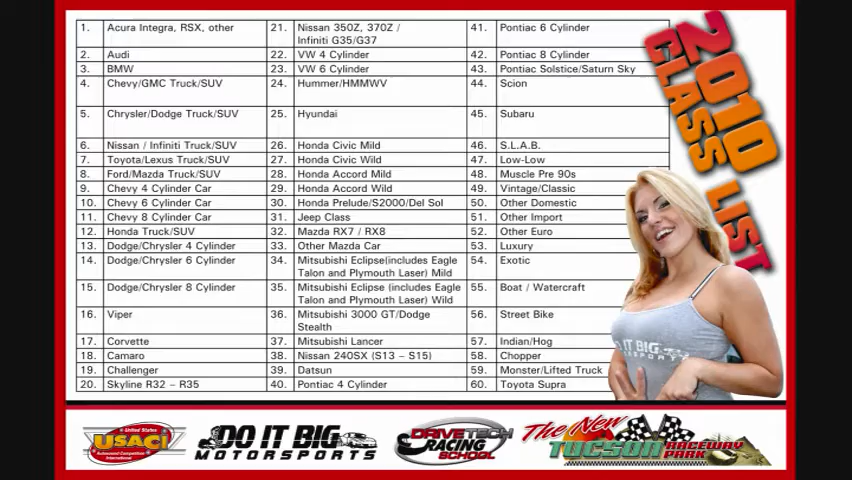 2010
CLASS LIST
1. Acura Integra, RSX, other
2. Audi
3. BMW
4. Chevy/GMC Truck/SUV
5. Chrysler/Dodge Truck/SUV
6. Nissan / Infiniti Truck/SUV
7. Toyota/Lexus Truck/SUV
8. Ford/Mazda Truck/SUV
9. Chevy 4 Cylinder Car
10. Chevy 6 Cylinder Car
11. Chevy 8 Cylinder Car
12. Honda Truck/SUV
13. Dodge/Chrysler 4 Cylinder
14. Dodge/Chrysler 6 Cylinder
15. Dodge/Chrysler 8 Cylinder
16. Viper
17. Corvette
18. Camaro
19. Challenger
20. Skyline R32 – R35
21. Nissan 350Z, 370Z /
Infiniti G35/G37
22. VW 4 Cylinder
23. VW 6 Cylinder
24. Hummer/HMMWV
25. Hyundai
26. Honda Civic Mild
27. Honda Civic Wild
28. Honda Accord Mild
29. Honda Accord Wild
30. Honda Prelude/S2000/Del Sol
31. Jeep Class
32. Mazda RX7 / RX8
33. Other Mazda Car
34. Mitsubishi Eclipse(includes Eagle
Talon and Plymouth Laser) Mild
35. Mitsubishi Eclipse (includes Eagle
Talon and Plymouth Laser) Wild
36. Mitsubishi 3000 GT/Dodge
Stealth
37. Mitsubishi Lancer
38. Nissan 240SX (S13 – S15)
39. Datsun
40. Pontiac 4 Cylinder
41. Pontiac 6 Cylinder
42. Pontiac 8 Cylinder
43. Pontiac Solstice/Saturn Sky
44. Scion
45. Subaru
46. S.L.A.B.
47. Low-Low
48. Muscle Pre 90s
49. Vintage/Classic
50. Other Domestic
51. Other Import
52. Other Euro
53. Luxury
54. Exotic
55. Boat / Watercraft
56. Street Bike
57. Indian/Hog
58. Chopper
59. Monster/Lifted Truck
60. Toyota Supra
DO IT BIG
MOTORSPORTS
United States
USACi
Autosound Competition
International
DO IT BIG
MOTORSPORTS
DRIVETECH
RACING
SCHOOL
The New
TUCSON
RACEWAY
PARK